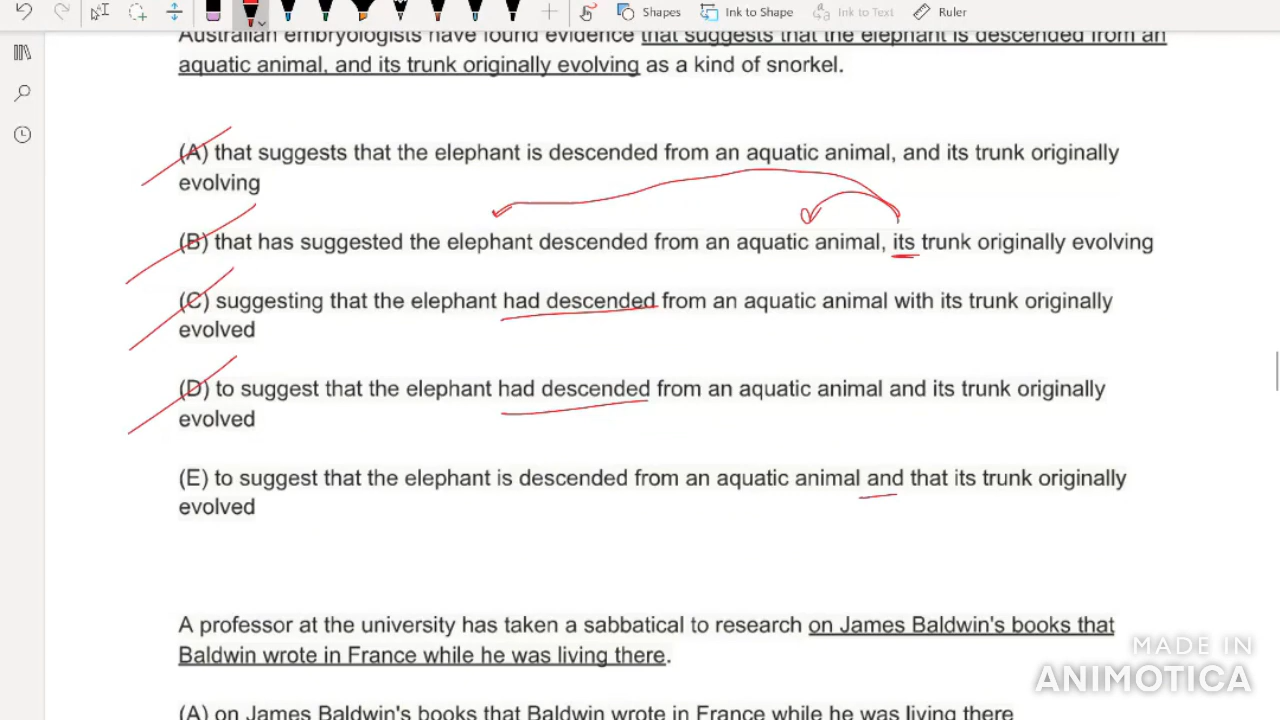 Shapes Ink to Shape Ink to Text Ruler
Australian embryologists have found evidence that suggests that the elephant is descended from an
aquatic animal, and its trunk originally evolving as a kind of snorkel.
(A) that suggests that the elephant is descended from an aquatic animal, and its trunk originally
evolving
(B) that has suggested the elephant descended from an aquatic animal, its trunk originally evolving
(C) suggesting that the elephant had descended from an aquatic animal with its trunk originally
evolved
(D) to suggest that the elephant had descended from an aquatic animal and its trunk originally
evolved
(E) to suggest that the elephant is descended from an aquatic animal and that its trunk originally
evolved
A professor at the university has taken a sabbatical to research on James Baldwin's books that
Baldwin wrote in France while he was living there.
MADE IN
ANIMOTICA
(A) on James Baldwin's books that Baldwin wrote in France while he was living there